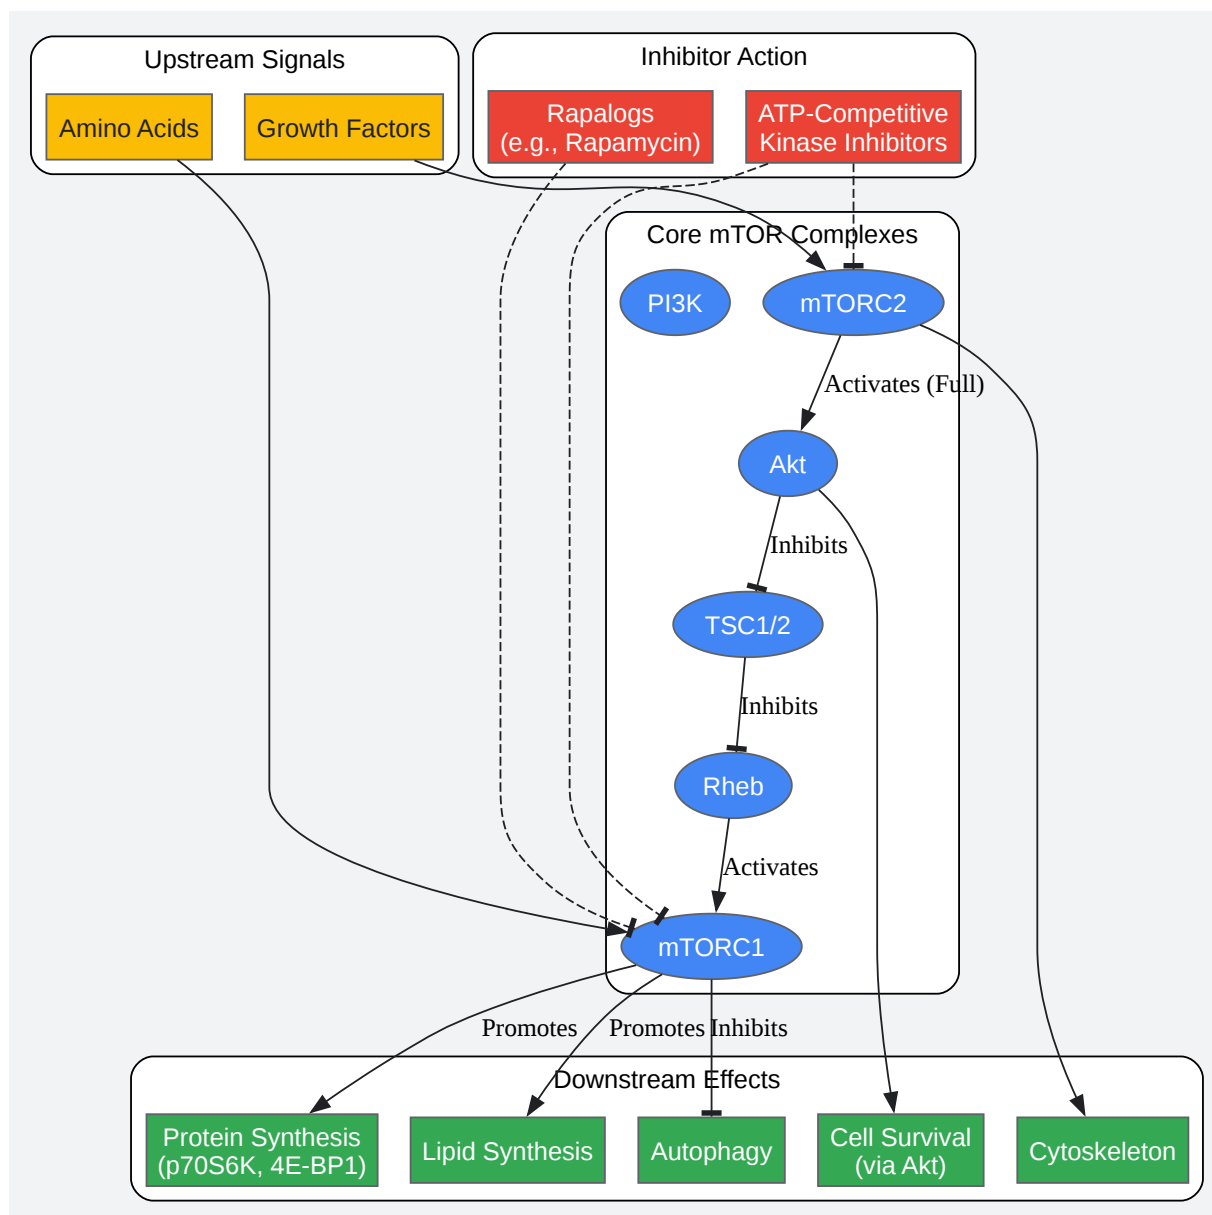 Upstream Signals
Amino Acids
Growth Factors
Inhibitor Action
Rapalogs
(e.g., Rapamycin)
ATP-Competitive
Kinase Inhibitors
Core mTOR Complexes
PI3K
mTORC2
Activates (Full)
Akt
Inhibits
TSC1/2
Inhibits
Rheb
Activates
mTORC1
Promotes
Promotes
Inhibits
Downstream Effects
Protein Synthesis
(p70S6K, 4E-BP1)
Lipid Synthesis
Autophagy
Cell Survival
(via Akt)
Cytoskeleton